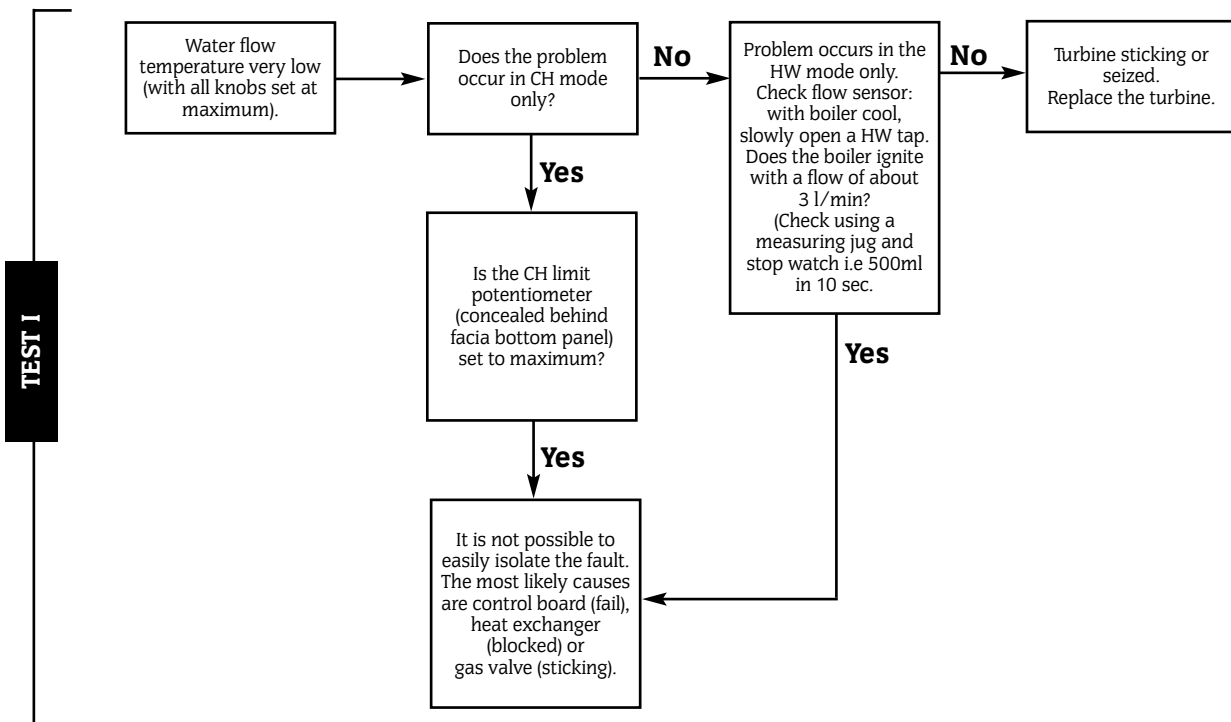 Water flow
temperature very low
(with all knobs set at
maximum).
Does the problem
occur in CH mode
only?
No
Problem occurs in the
HW mode only.
Check flow sensor:
with boiler cool,
slowly open a HW tap.
Does the boiler ignite
with a flow of about
3 l/min?
(Check using a
measuring jug and
stop watch i.e 500ml
in 10 sec.
No
Turbine sticking or
seized.
Replace the turbine.
Yes
Is the CH limit
potentiometer
(concealed behind
facia bottom panel)
set to maximum?
Yes
Yes
It is not possible to
easily isolate the fault.
The most likely causes
are control board (fail),
heat exchanger
(blocked) or
gas valve (sticking).
TEST I